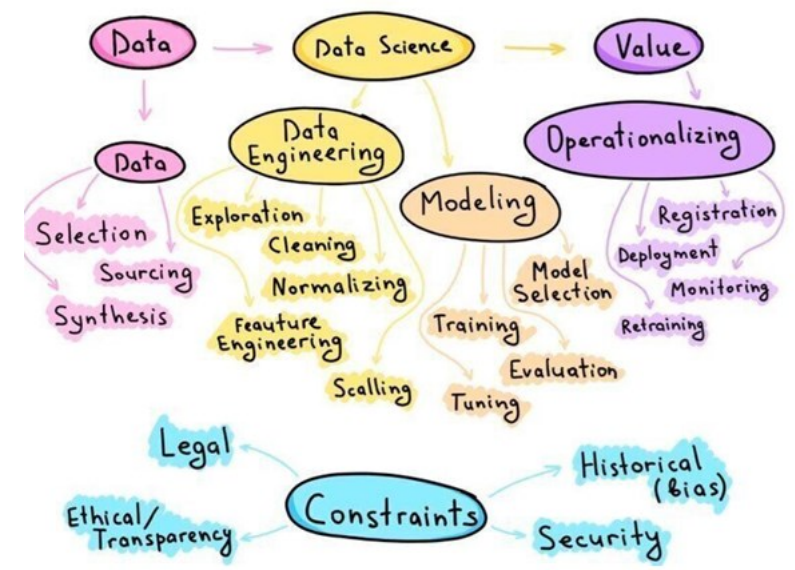 Data
Data Science
Value
Data
Data
Engineering
Operationalizing
Modeling
Selection
Sourcing
Synthesis
Exploration
Cleaning
Normalizing
Feauture
Engineering
Scalling
Model
Selection
Training
Evaluation
Tuning
Registration
Deployment
Monitoring
Retraining
Legal
Constraints
Historical
(Bias)
Ethical/
Transparency
Security